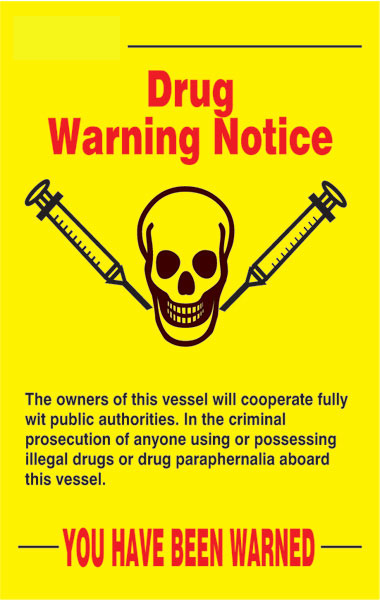 Drug
Warning Notice
The owners of this vessel will cooperate fully
wit public authorities. In the criminal
prosecution of anyone using or possessing
illegal drugs or drug paraphernalia aboard
this vessel.
YOU HAVE BEEN WARNED